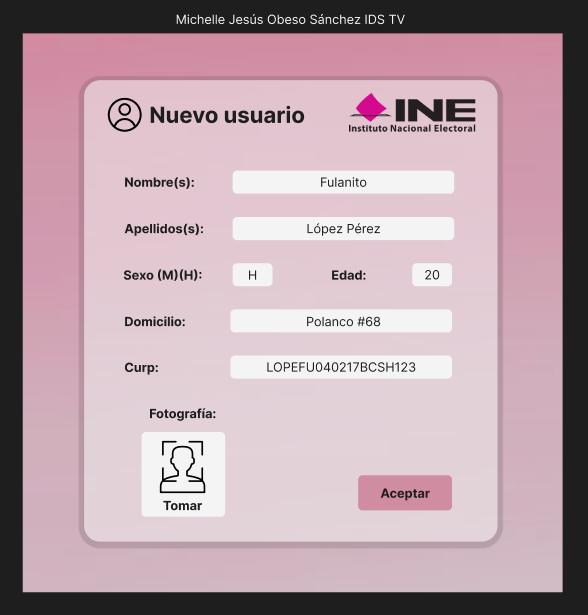 Michelle Jesús Obeso Sánchez IDS TV
Nuevo usuario
INE
Instituto Nacional Electoral
Nombre(s): Fulanito
Apellidos(s): López Pérez
Sexo (M)(H): H Edad: 20
Domicilio: Polanco #68
Curp: LOPEFU040217BCSH123
Fotografía:
Tomar
Aceptar